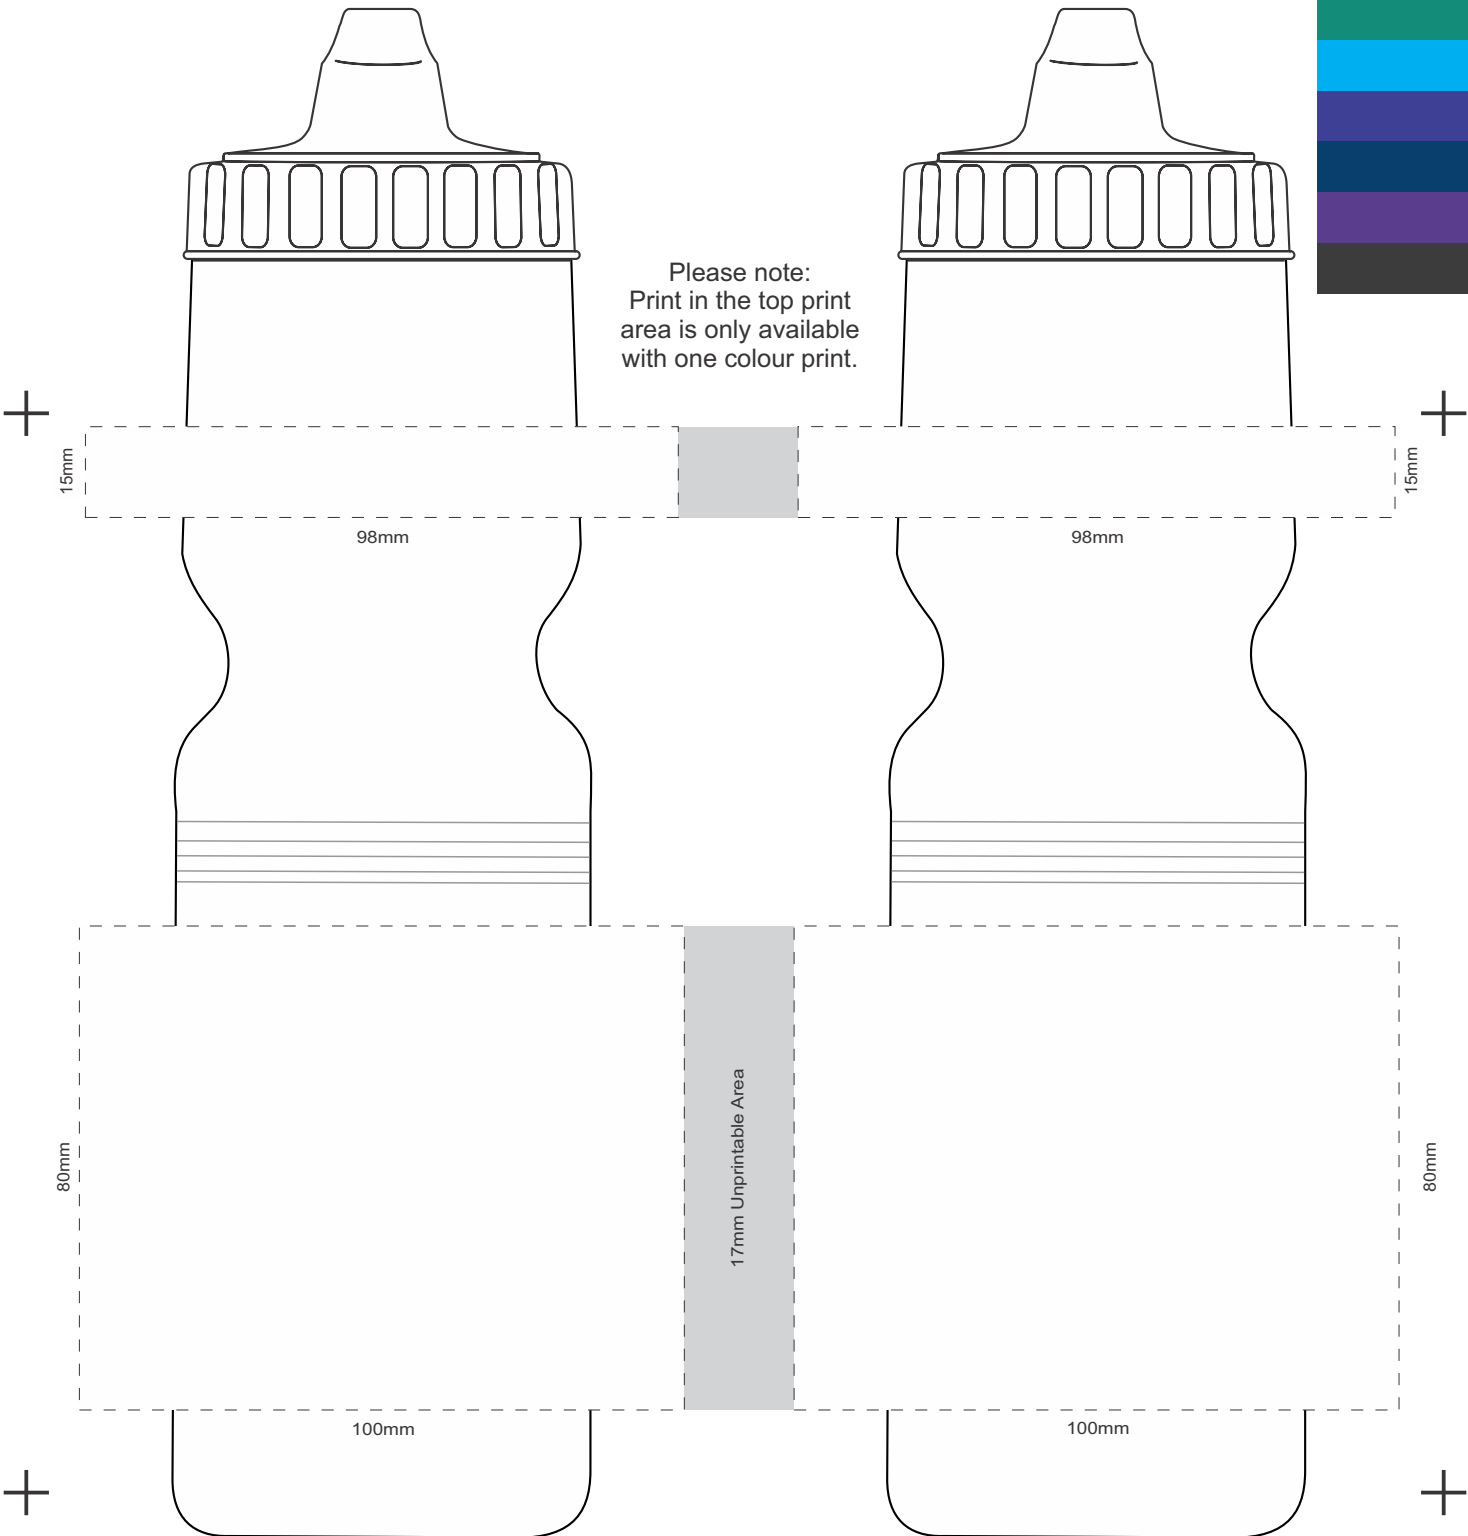 Please note:
Print in the top print
area is only available
with one colour print.
15mm
15mm
98mm
98mm
80mm
17mm Unprintable Area
80mm
100mm
100mm